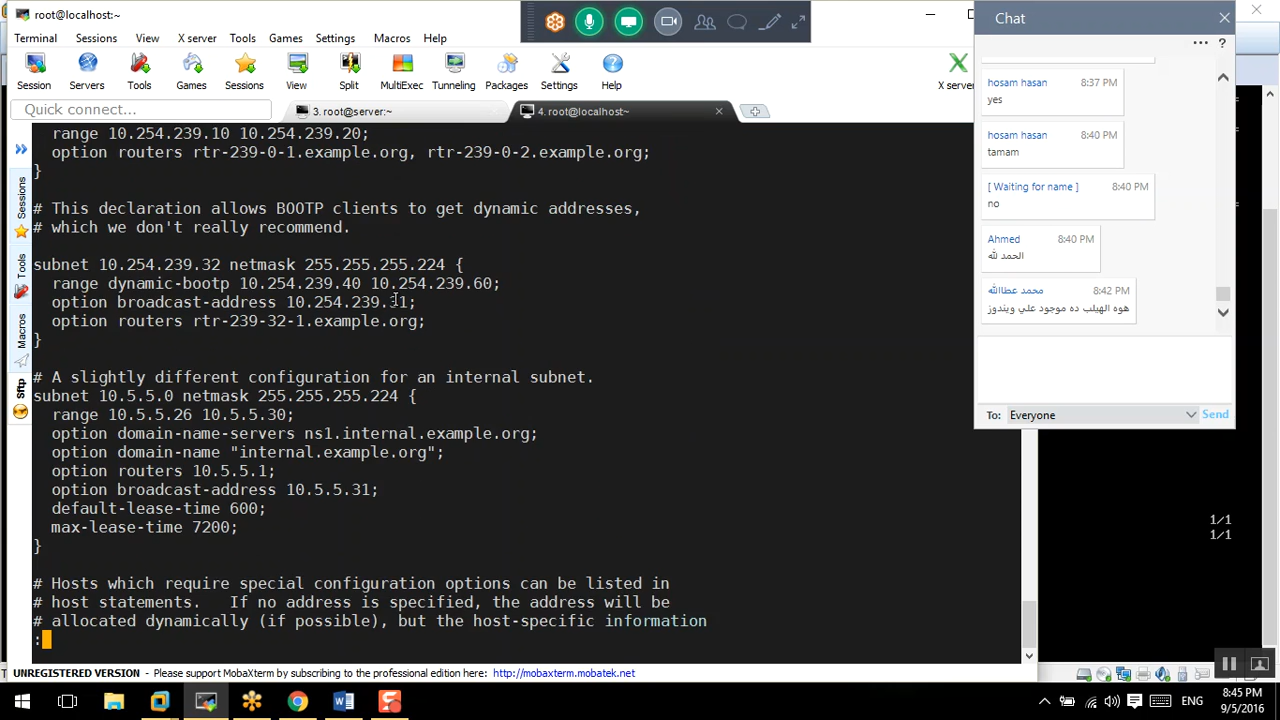 root@localhost:~
Terminal Sessions View X server Tools Games Settings Macros Help
Session Servers Tools Games Sessions View Split MultiExec Tunneling Packages Settings Help
X server
Quick connect...
3. root@server:~
4. root@localhost:~
Sessions
Tools
Macros
Sftp
range 10.254.239.10 10.254.239.20;
option routers rtr-239-0-1.example.org, rtr-239-0-2.example.org;
}
# This declaration allows BOOTP clients to get dynamic addresses,
# which we don't really recommend.
subnet 10.254.239.32 netmask 255.255.255.224 {
range dynamic-bootp 10.254.239.40 10.254.239.60;
option broadcast-address 10.254.239.31;
option routers rtr-239-32-1.example.org;
}
# A slightly different configuration for an internal subnet.
subnet 10.5.5.0 netmask 255.255.255.224 {
range 10.5.5.26 10.5.5.30;
option domain-name-servers ns1.internal.example.org;
option domain-name "internal.example.org";
option routers 10.5.5.1;
option broadcast-address 10.5.5.31;
default-lease-time 600;
max-lease-time 7200;
}
# Hosts which require special configuration options can be listed in
# host statements. If no address is specified, the address will be
# allocated dynamically (if possible), but the host-specific information
:
UNREGISTERED VERSION - Please support MobaXterm by subscribing to the professional edition here: http://mobaxterm.mobatek.net
Chat
hosam hasan 8:37 PM
yes
hosam hasan 8:40 PM
tamam
[ Waiting for name ] 8:40 PM
no
Ahmed 8:40 PM
الحمد لله
محمد عطاالله 8:42 PM
هوه الهيلب ده موجود علي ويندوز
To: Everyone Send
1/1
1/1
ENG
8:45 PM
9/5/2016